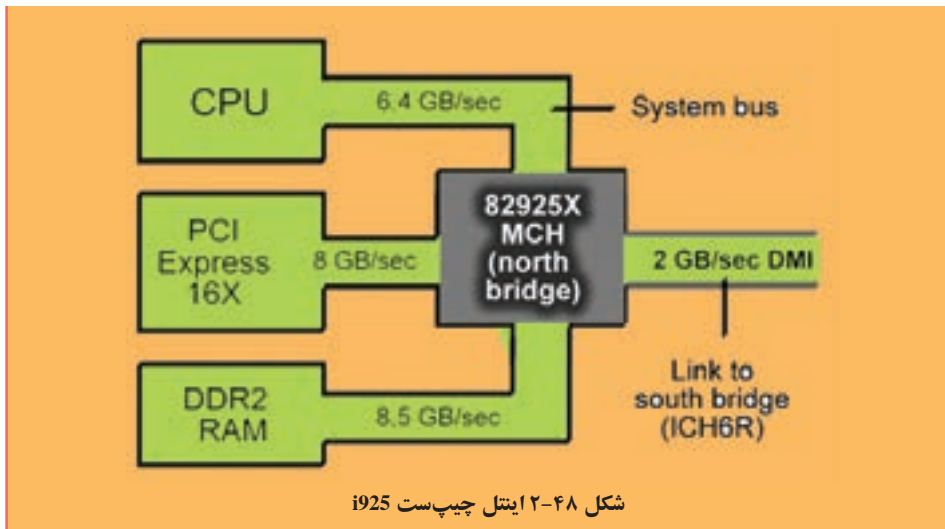 CPU
6,4 GB/sec
System bus
PCI
Express
16X
8 GB/sec
82925X
MCH
(north
bridge)
2 GB/sec DMI
Link to
south bridge
(ICH6R)
DDR2
RAM
8,5 GB/sec
شکل ۴۸-۲ اینتل چیپ‌ست i925